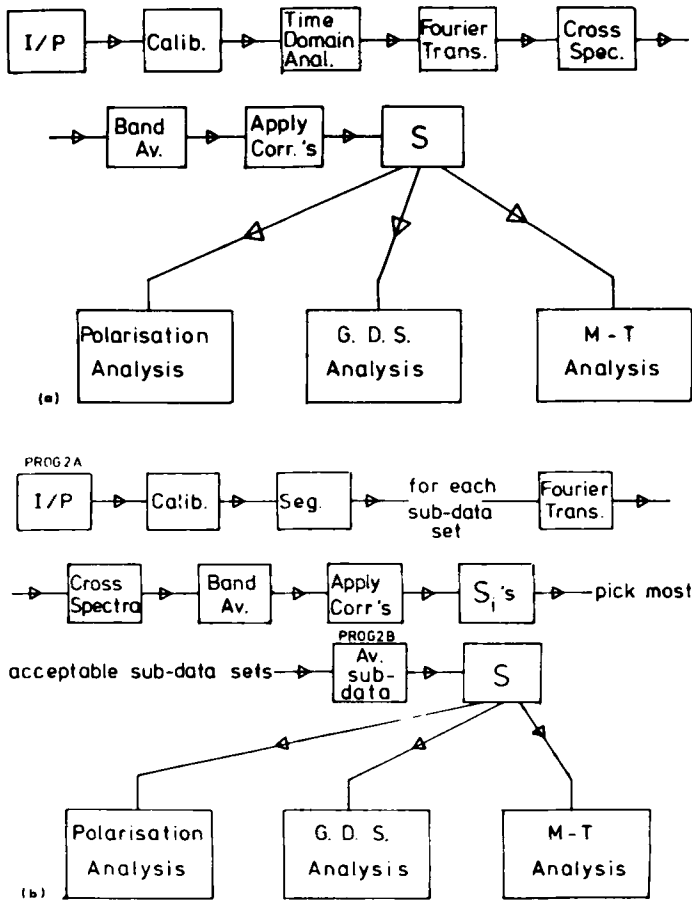 I/P
Calib.
Time
Domain
Anal.
Fourier
Trans.
Cross
Spec.
Band
Av.
Apply
Corr.'s
S
Polarisation
Analysis
G. D. S.
Analysis
M - T
Analysis
(a)
PROG2A
I/P
Calib.
Seg.
for each
sub-data
set
Fourier
Trans.
Cross
Spectra
Band
Av.
Apply
Corr's
Si's
pick most
acceptable sub-data sets
PROG2B
Av.
sub-
data
S
Polarisation
Analysis
G. D. S.
Analysis
M - T
Analysis
(b)